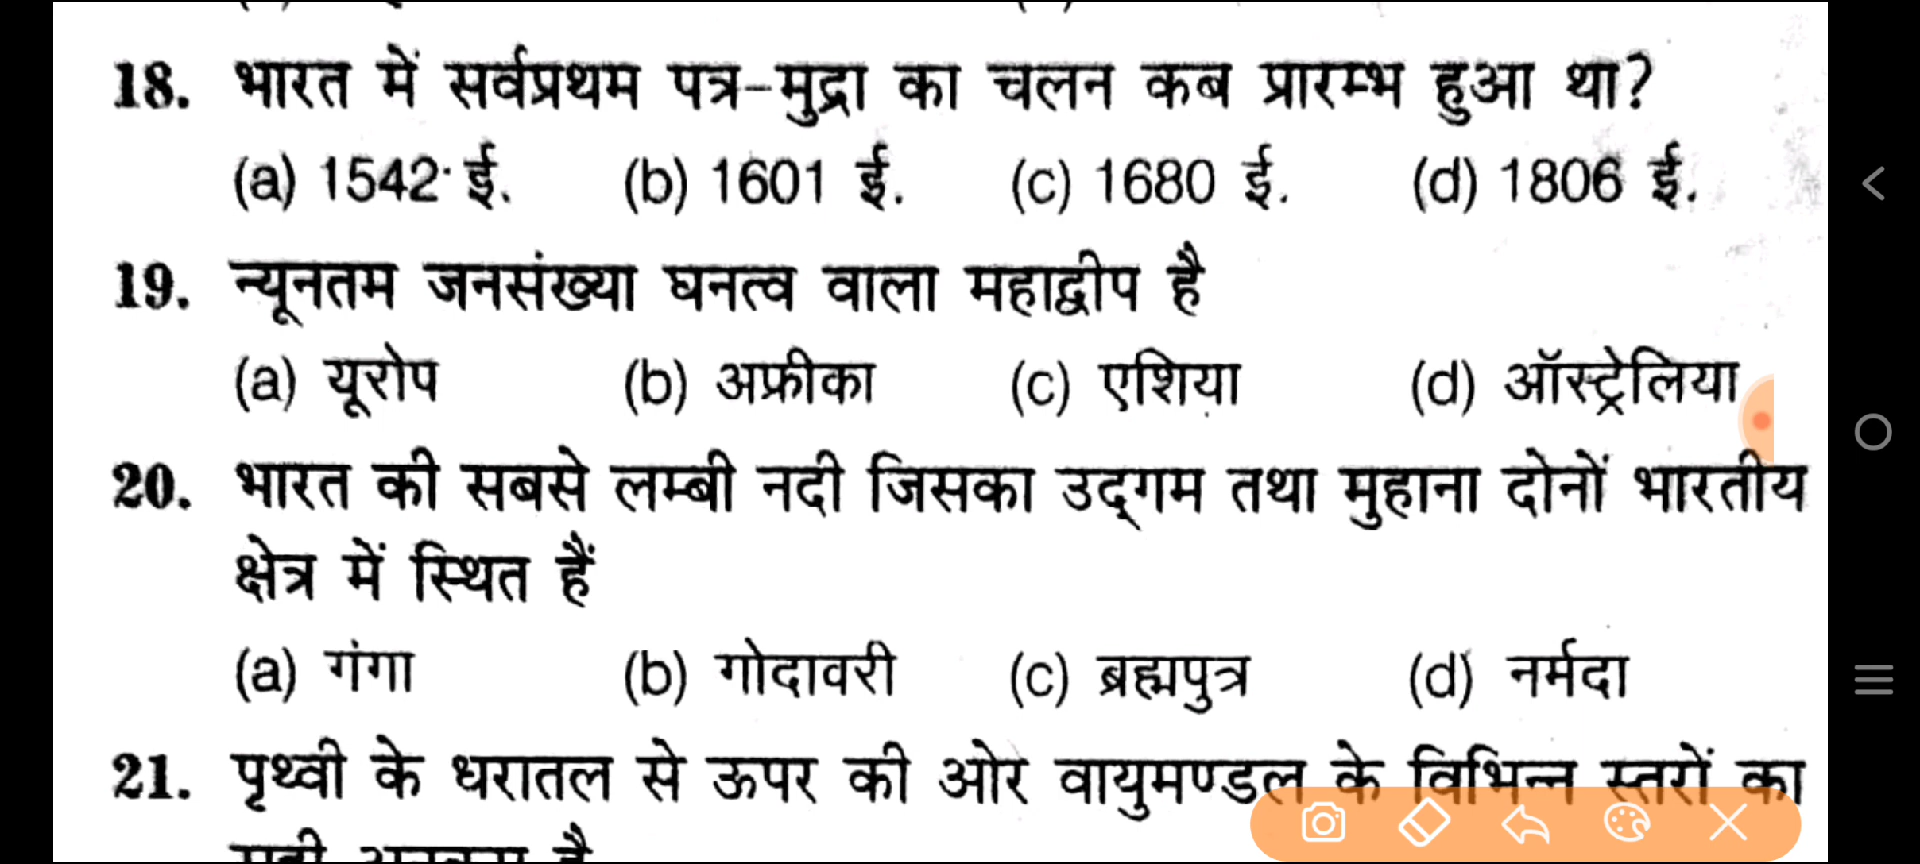 18. भारत में सर्वप्रथम पत्र-मुद्रा का चलन कब प्रारम्भ हुआ था?
(a) 1542 ई. (b) 1601 ई. (c) 1680 ई. (d) 1806 ई.
19. न्यूनतम जनसंख्या घनत्व वाला महाद्वीप है
(a) यूरोप (b) अफ्रीका (c) एशिया (d) ऑस्ट्रेलिया
20. भारत की सबसे लम्बी नदी जिसका उद्‌गम तथा मुहाना दोनों भारतीय
क्षेत्र में स्थित हैं
(a) गंगा (b) गोदावरी (c) ब्रह्मपुत्र (d) नर्मदा
21. पृथ्वी के धरातल से ऊपर की ओर वायुमण्डल के विभिन्न स्तरों का